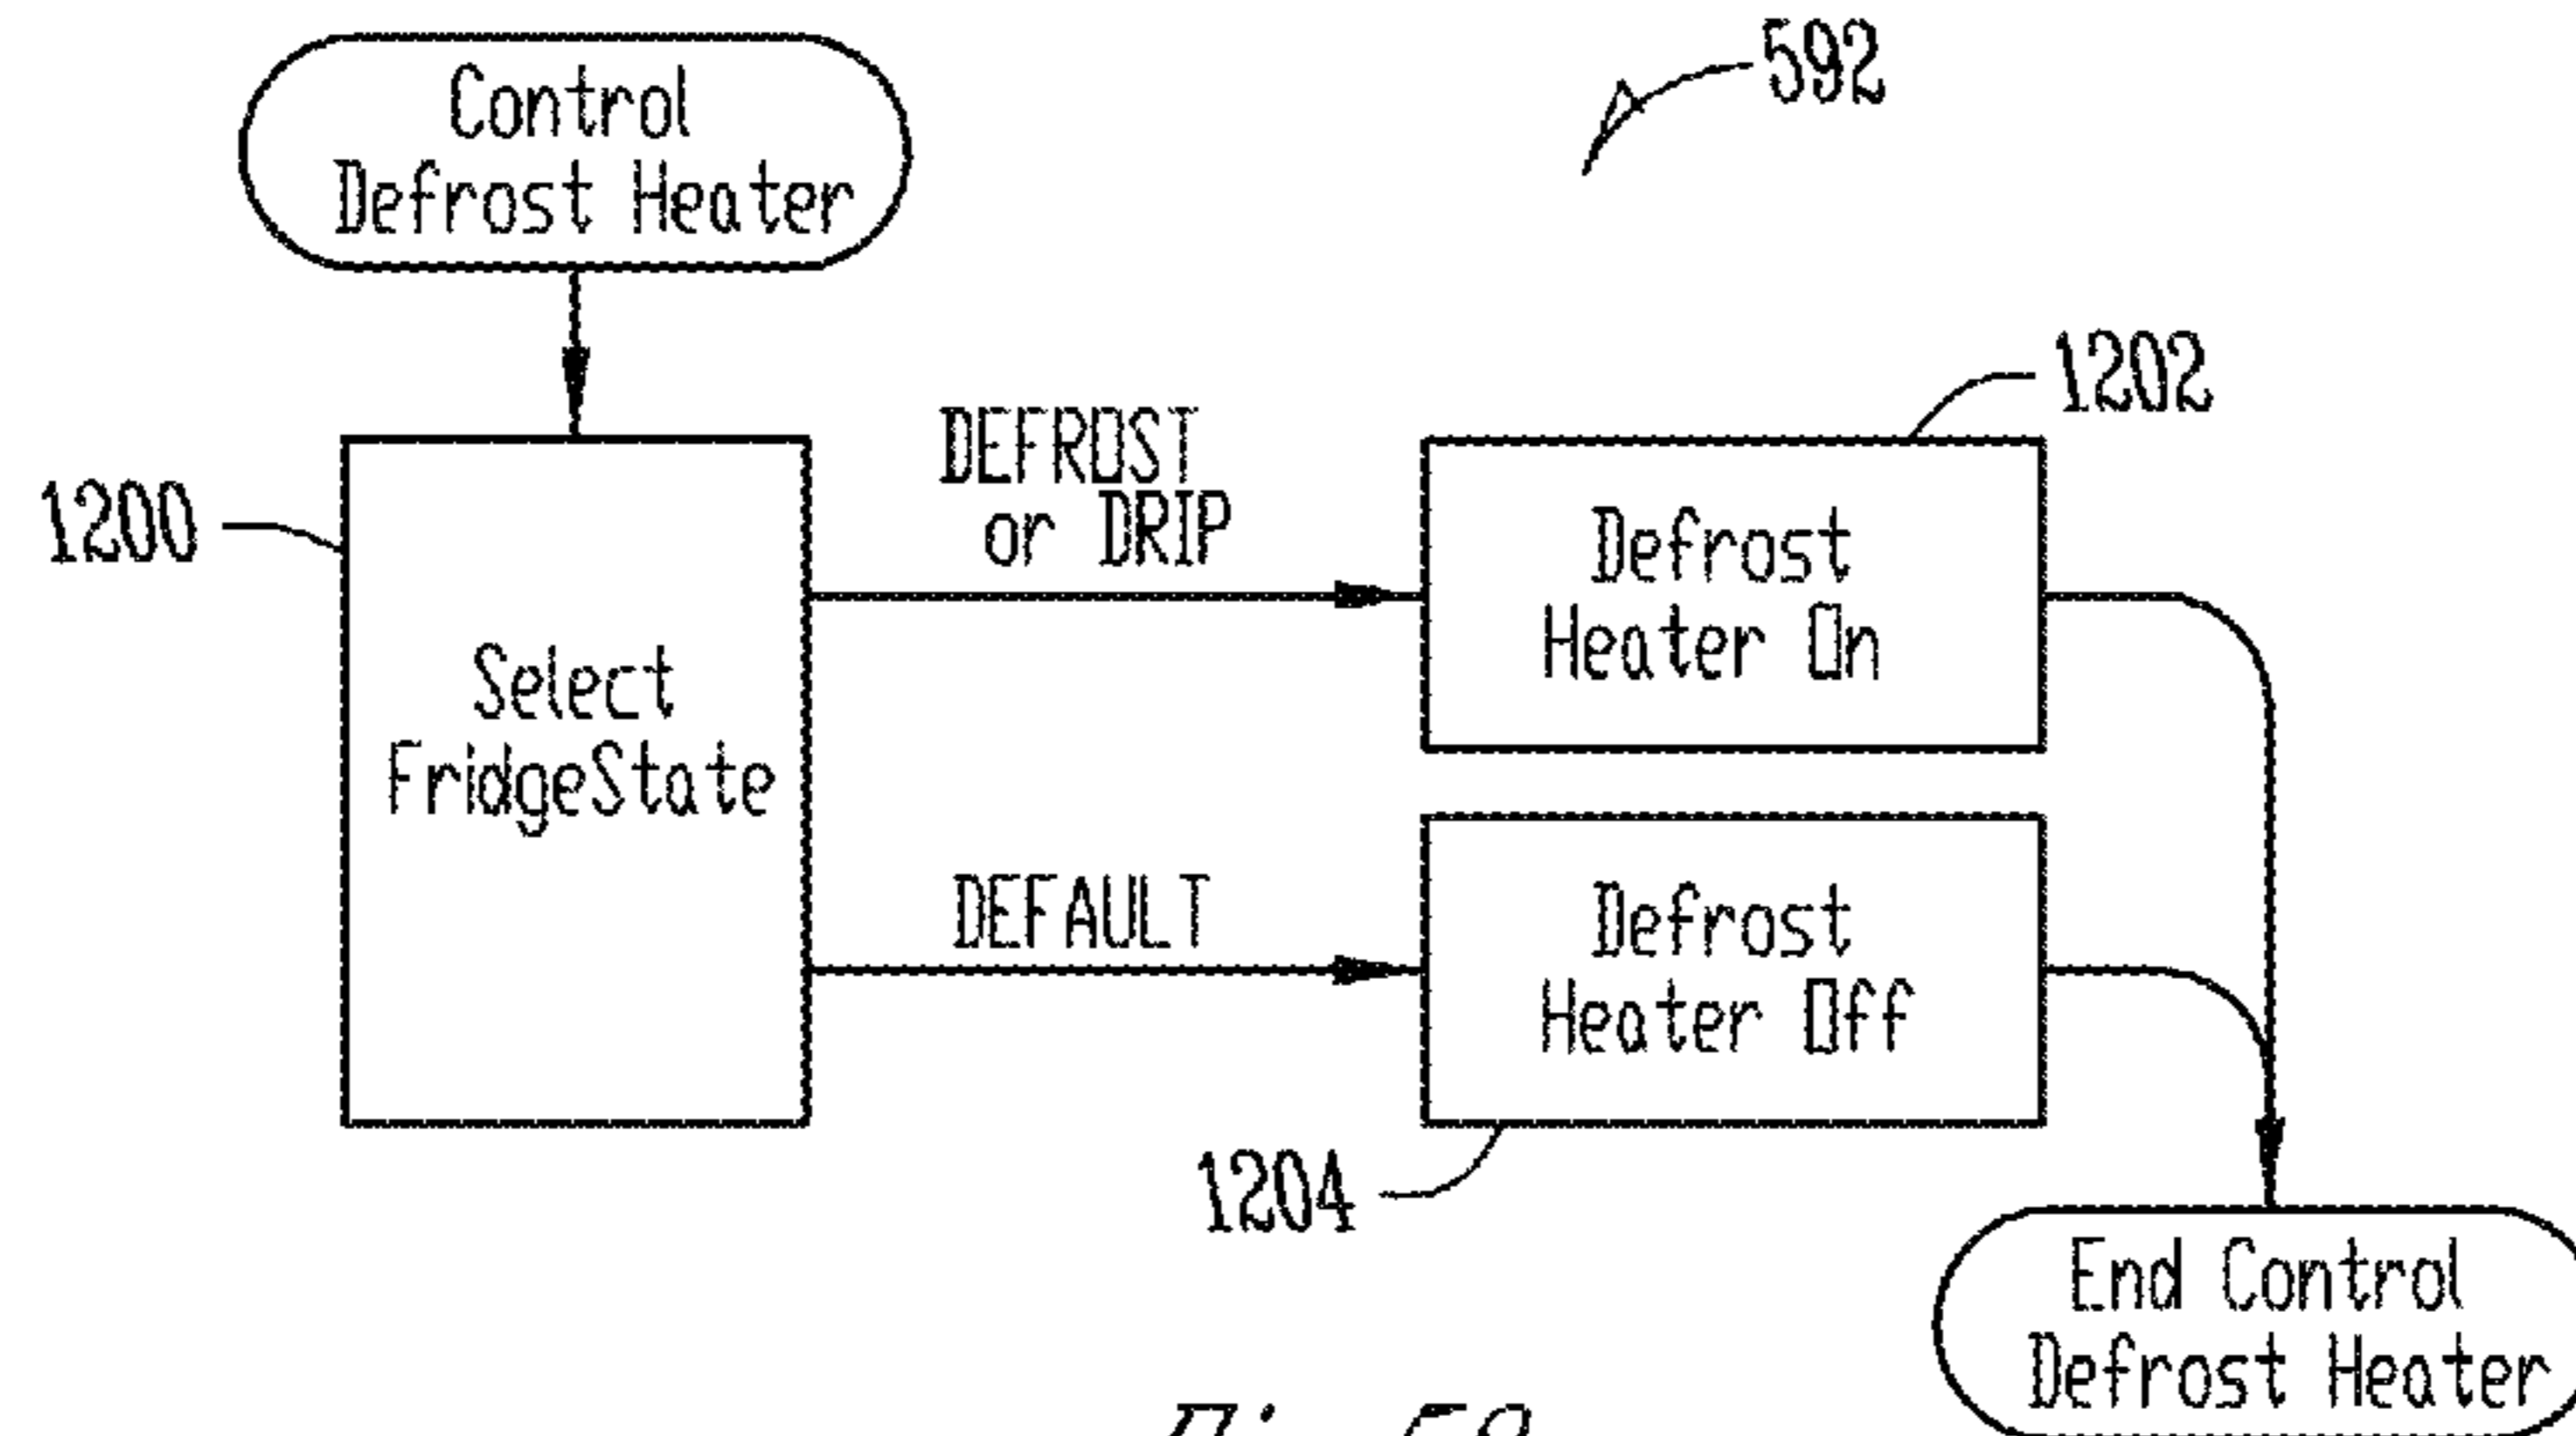 Control
Defrost Heater
592
1202
DEFROST
or DRIP
1200
Defrost
Heater On
Select
FridgeState
DEFAULT
Defrost
Heater Off
1204
End Control
Defrost Heater